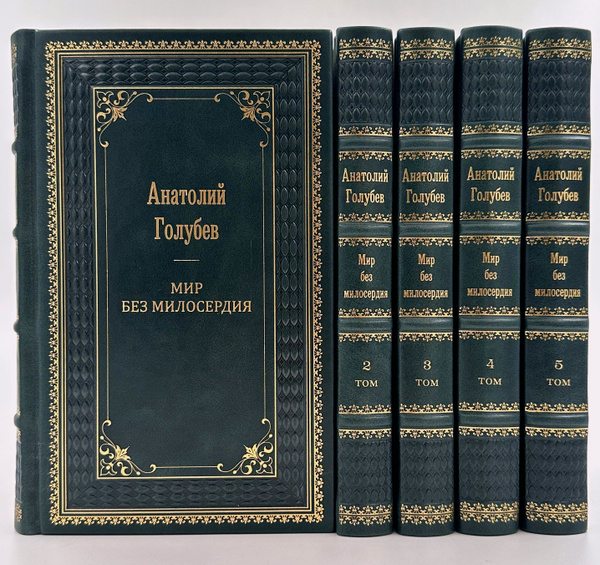 Анатолий
Голубев
МИР
БЕЗ МИЛОСЕРДИЯ
Анатолий
Голубев
Мир
без
милосердия
2
ТОМ
Анатолий
Голубев
Мир
без
милосердия
3
ТОМ
Анатолий
Голубев
Мир
без
милосердия
4
ТОМ
Анатолий
Голубев
Мир
без
милосердия
5
ТОМ